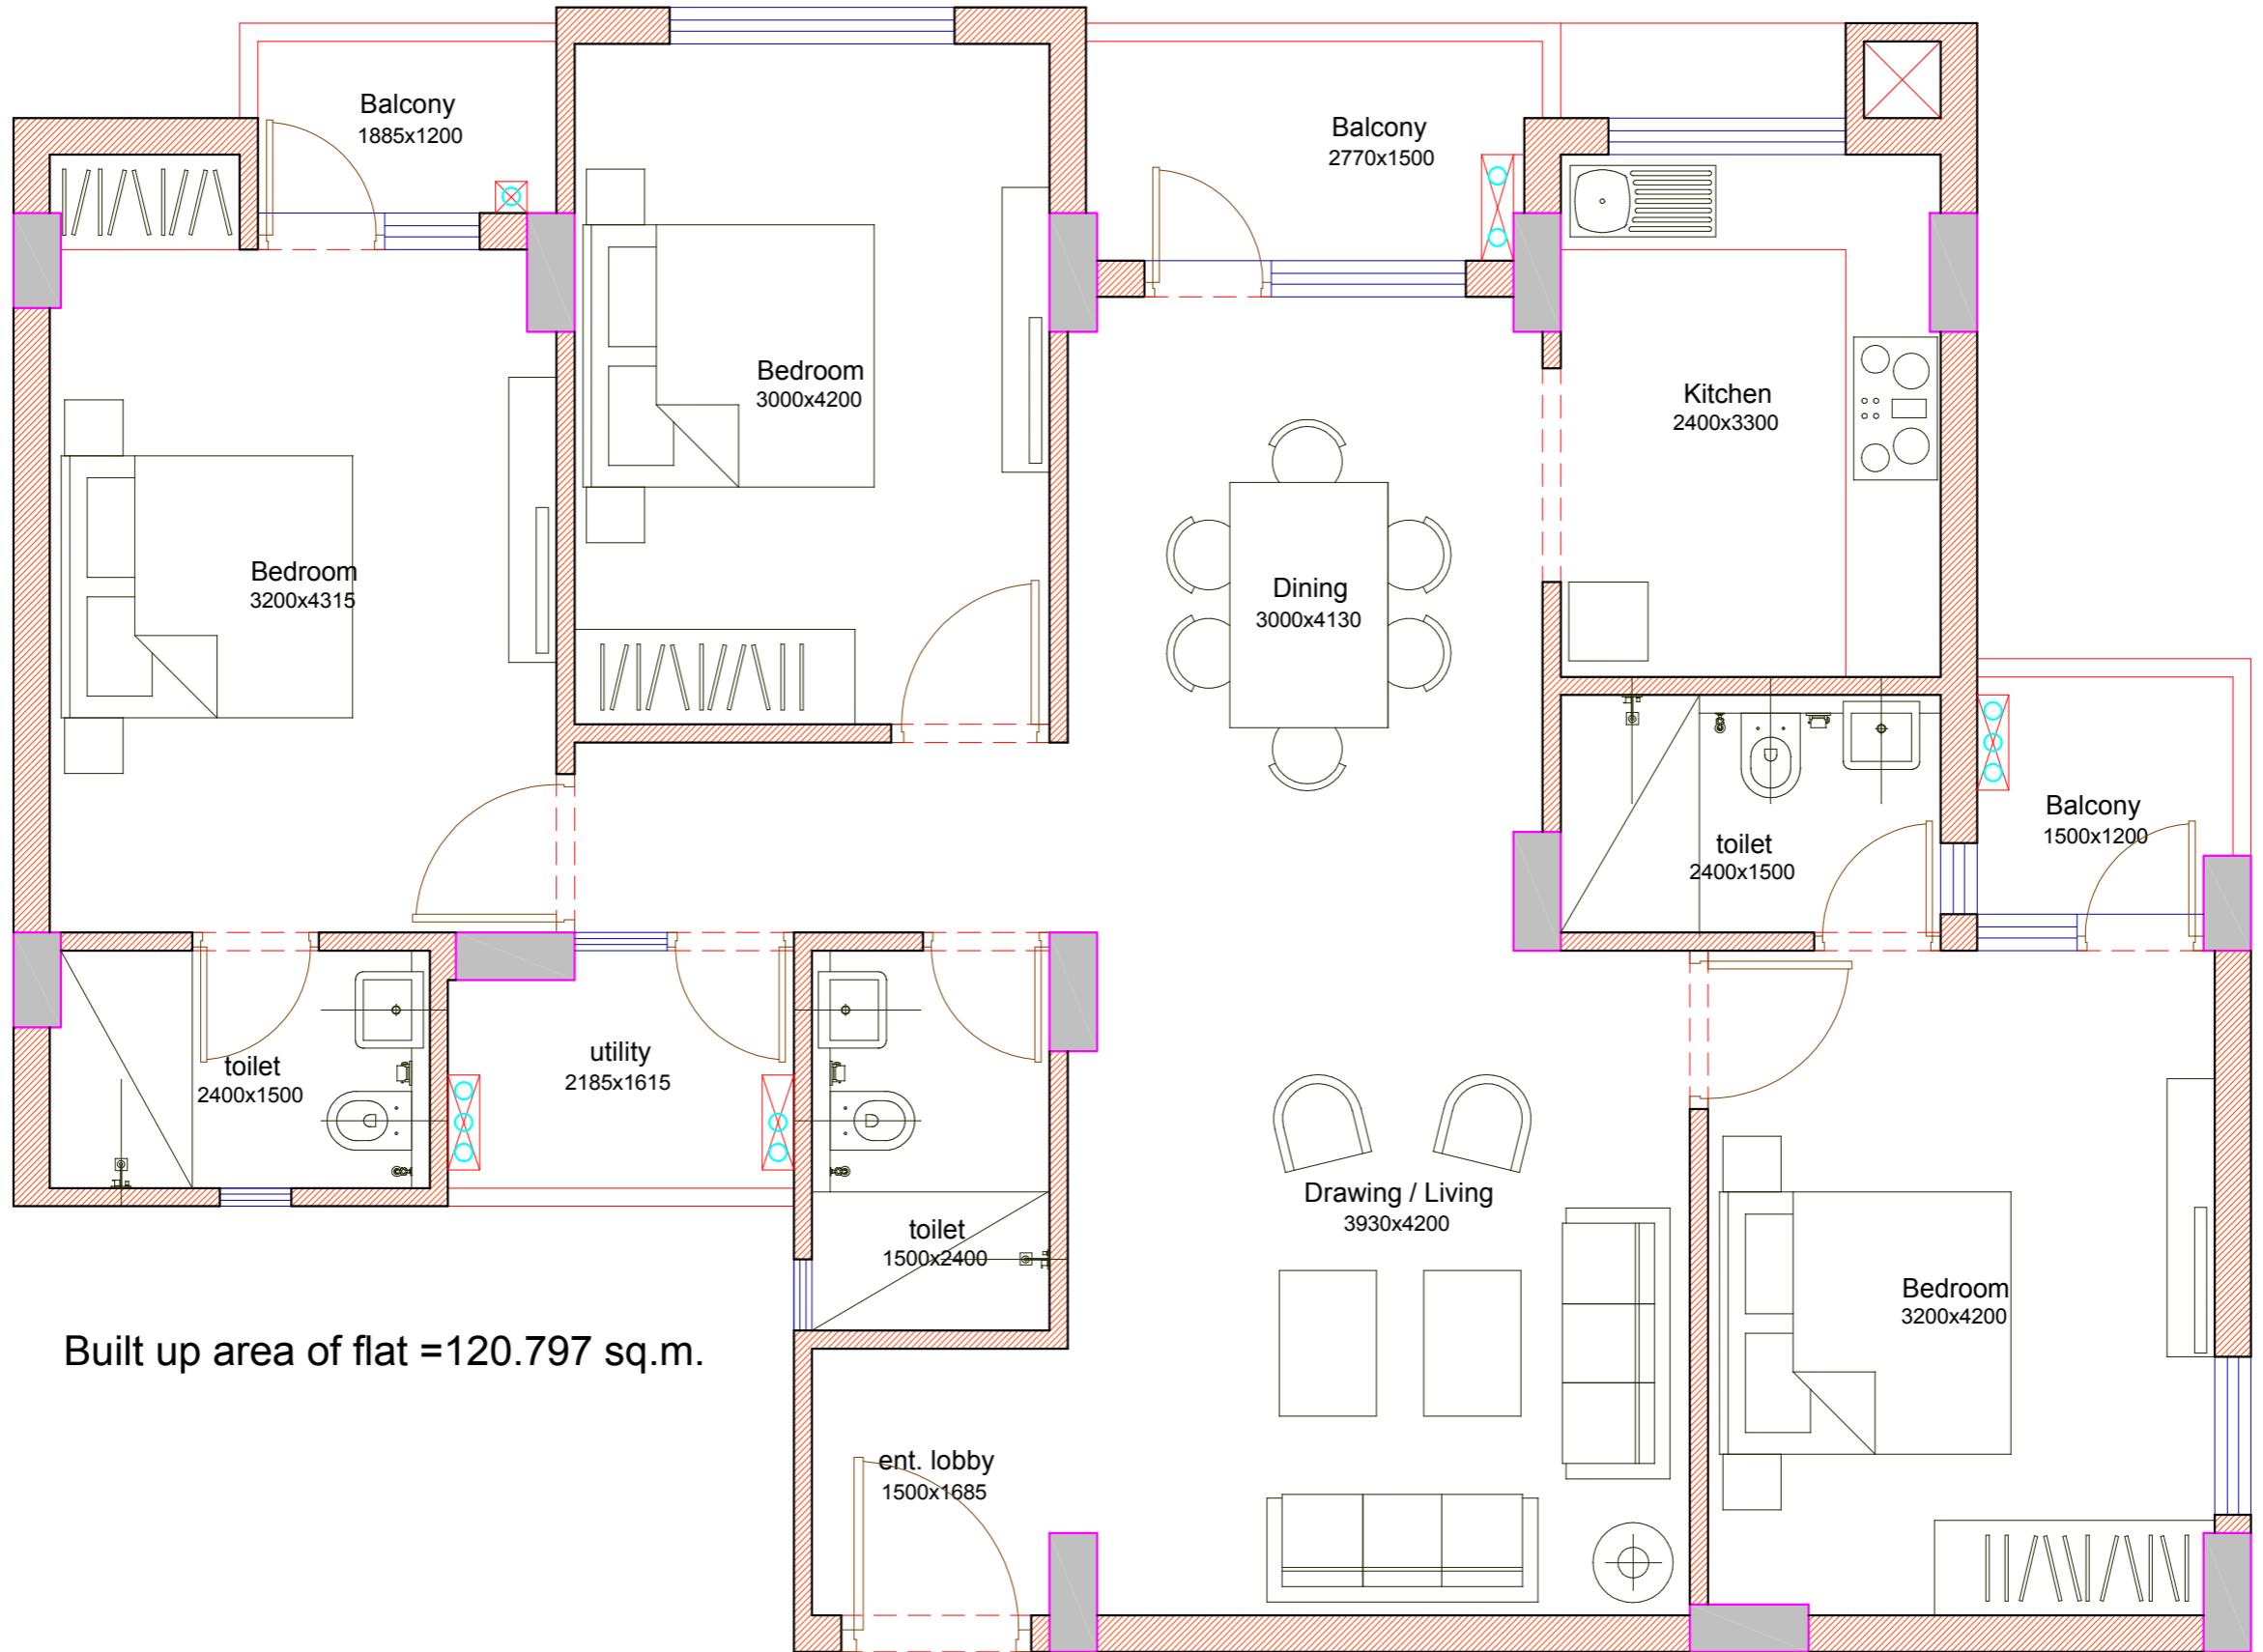 Balcony
1885x1200
Balcony
2770x1500
Bedroom
3000x4200
Kitchen
2400x3300
Bedroom
3200x4315
Dining
3000x4130
Balcony
1500x1200
toilet
2400x1500
utility
2185x1615
toilet
2400x1500
Drawing / Living
3930x4200
toilet
1500x2400
Bedroom
3200x4200
Built up area of flat =120.797 sq.m.
ent. lobby
1500x1685